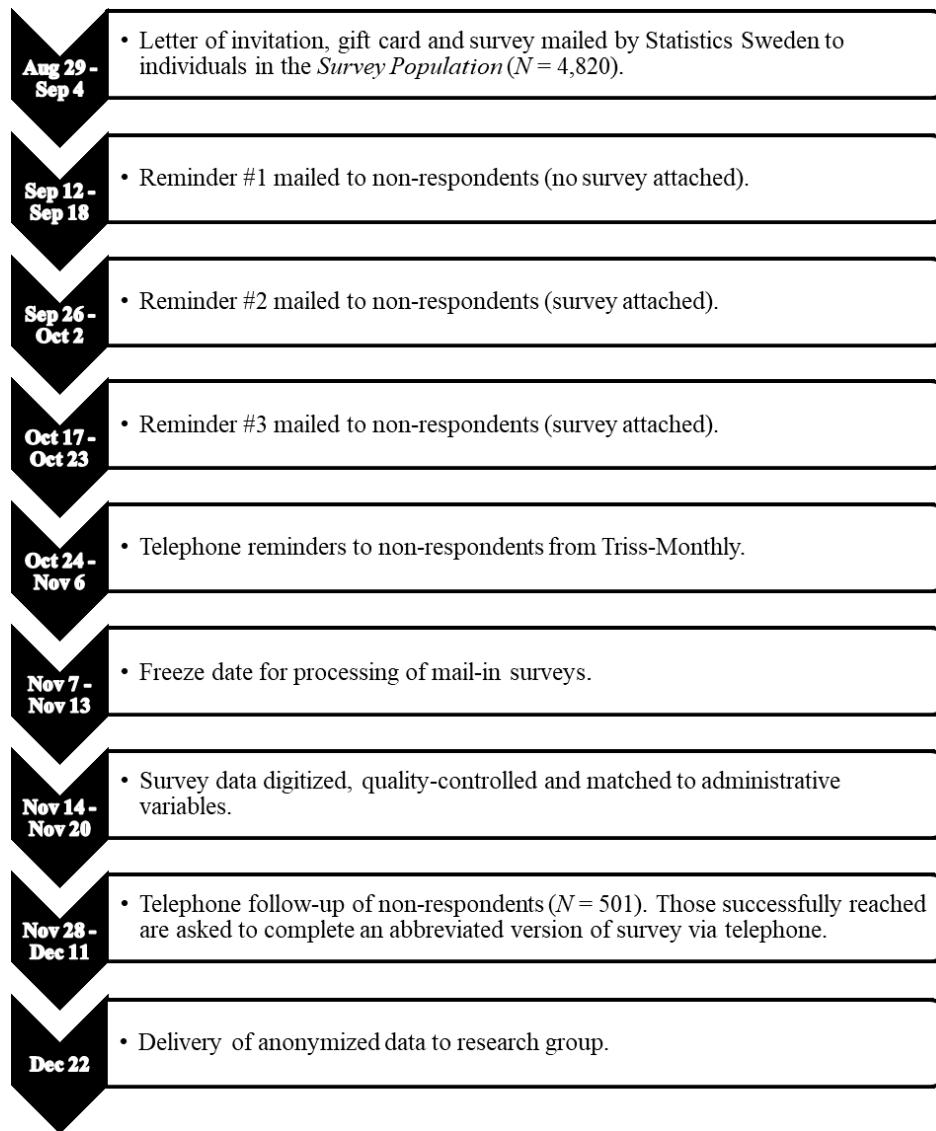 Aug 29 -
Sep 4
• Letter of invitation, gift card and survey mailed by Statistics Sweden to
individuals in the Survey Population (N = 4,820).
Sep 12 -
Sep 18
• Reminder #1 mailed to non-respondents (no survey attached).
Sep 26 -
Oct 2
• Reminder #2 mailed to non-respondents (survey attached).
Oct 17 -
Oct 23
• Reminder #3 mailed to non-respondents (survey attached).
Oct 24 -
Nov 6
• Telephone reminders to non-respondents from Triss-Monthly.
Nov 7 -
Nov 13
• Freeze date for processing of mail-in surveys.
Nov 14 -
Nov 20
• Survey data digitized, quality-controlled and matched to administrative
variables.
Nov 28 -
Dec 11
• Telephone follow-up of non-respondents (N = 501). Those successfully reached
are asked to complete an abbreviated version of survey via telephone.
Dec 22
• Delivery of anonymized data to research group.